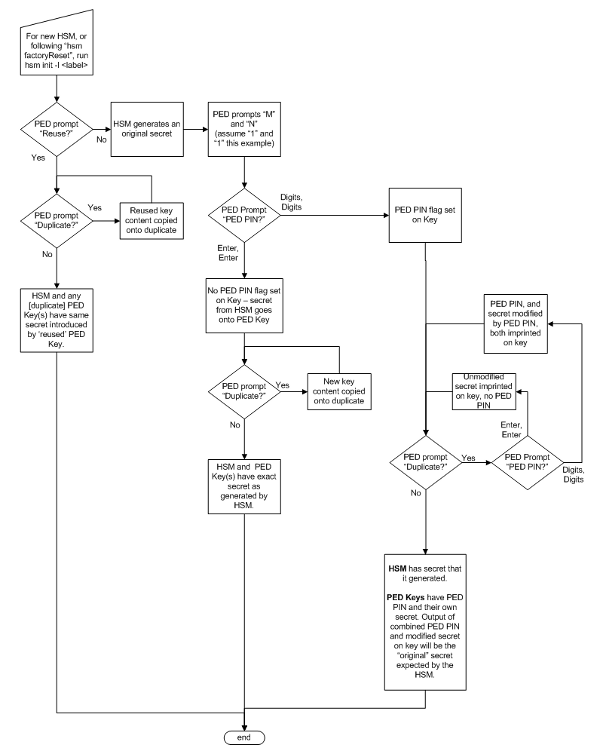 For new HSM, or
following “hsm
factoryReset”, run
hsm init -l <label>
PED prompt
“Reuse?”
No
Yes
HSM generates an
original secret
PED prompts “M”
and “N”
(assume “1” and
“1” this example)
PED prompt
“Duplicate?”
Yes
No
Reused key
content copied
onto duplicate
HSM and any
[duplicate] PED
Key(s) have same
secret introduced
by ‘reused’ PED
Key.
PED Prompt
“PED PIN?”
Digits,
Digits
Enter,
Enter
PED PIN flag set
on Key
No PED PIN flag set
on Key – secret
from HSM goes
onto PED Key
PED prompt
“Duplicate?”
Yes
No
New key
content copied
onto duplicate
HSM and PED
Key(s) have exact
secret as
generated by
HSM.
PED PIN, and
secret modified
by PED PIN,
both imprinted
on key
Unmodified
secret imprinted
on key, no PED
PIN
Enter,
Enter
PED prompt
“Duplicate?”
Yes
No
PED Prompt
“PED PIN?”
Digits,
Digits
HSM has secret that
it generated.
PED Keys have PED
PIN and their own
secret. Output of
combined PED PIN
and modified secret
on key will be the
“original” secret
expected by the
HSM.
end